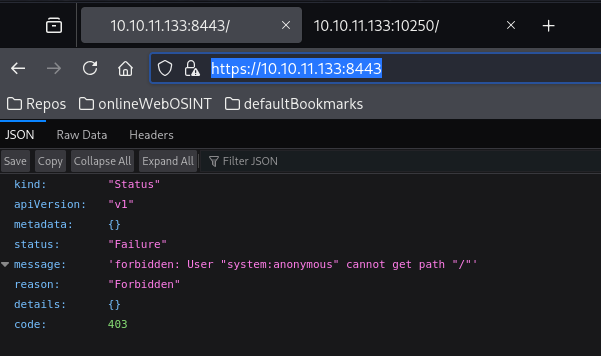 10.10.11.133:8443/
10.10.11.133:10250/
https://10.10.11.133:8443
Repos onlineWebOSINT defaultBookmarks
JSON Raw Data Headers
Save Copy Collapse All Expand All Filter JSON
kind: "Status"
apiVersion: "v1"
metadata: {}
status: "Failure"
message: 'forbidden: User "system:anonymous" cannot get path "/"'
reason: "Forbidden"
details: {}
code: 403